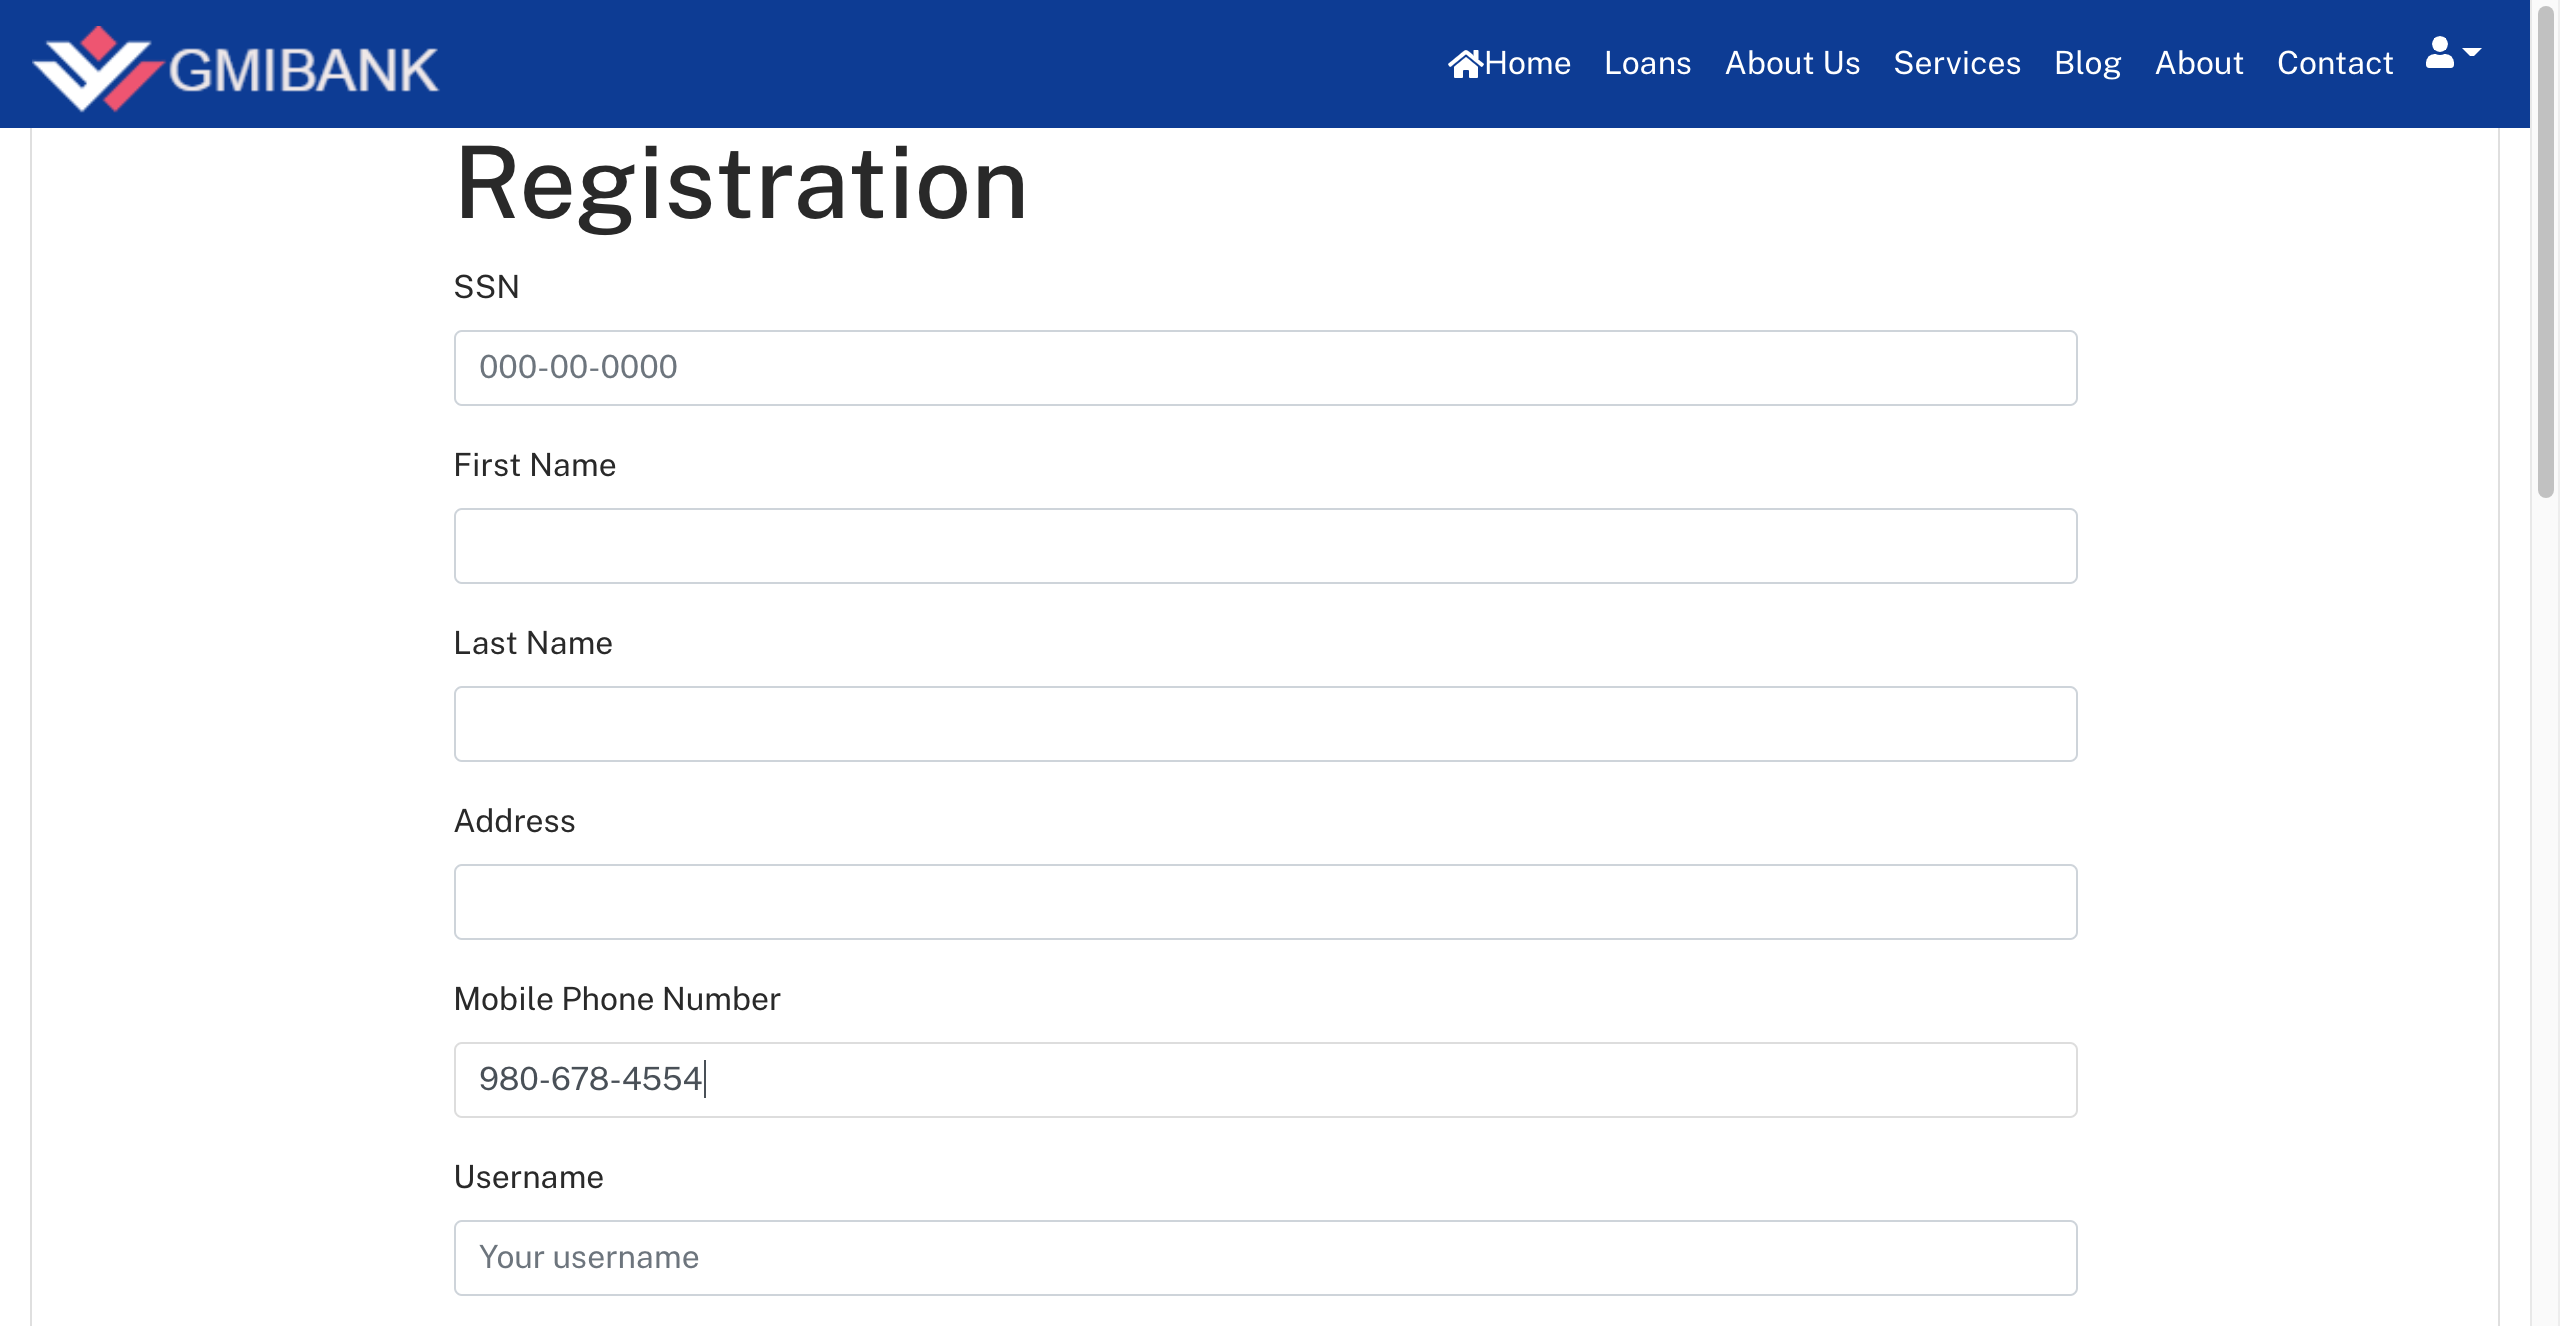 GMIBANK
Home Loans About Us Services Blog About Contact
Registration
SSN
000-00-0000
First Name
Last Name
Address
Mobile Phone Number
980-678-4554
Username
Your username